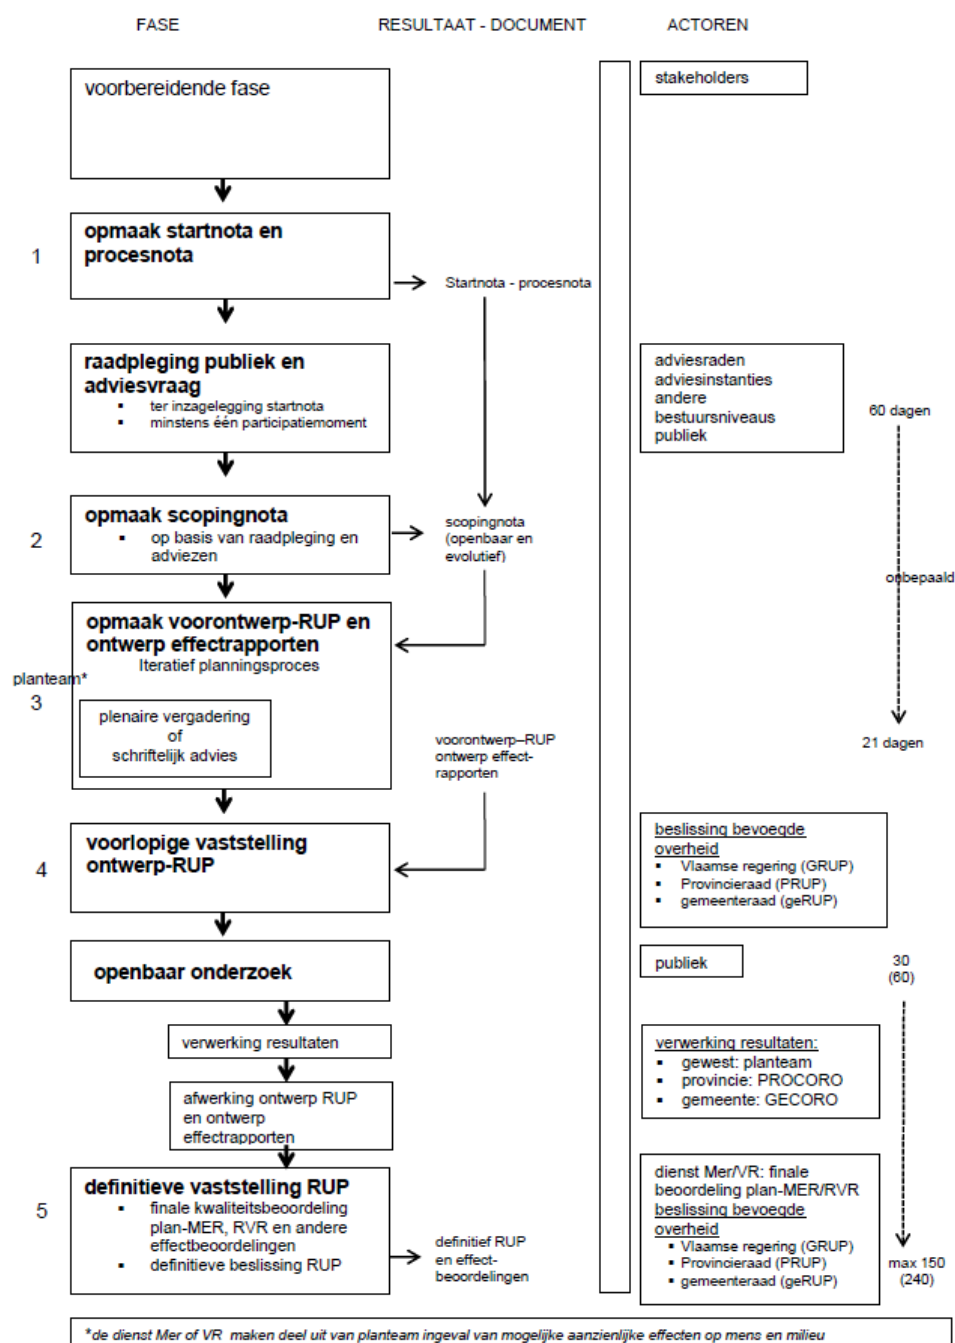 FASE
RESULTAAT - DOCUMENT
ACTOREN
voorbereidende fase
stakeholders
1
opmaak startnota en
procesnota
Startnota - procesnota
raadpleging publiek en
adviesvraag
▪ ter inzagelegging startnota
▪ minstens één participatiemoment
adviesraden
adviesinstanties
andere
bestuursniveaus
publiek
60 dagen
2
opmaak scopingnota
▪ op basis van raadpleging en
adviezen
scopingnota
(openbaar en
evolutief)
onbepaald
opmaak voorontwerp-RUP en
ontwerp effectrapporten
Iteratief planningsproces
planteam*
3
plenaire vergadering
of
schriftelijk advies
voorontwerp–RUP
ontwerp effect-
rapporten
21 dagen
4
voorlopige vaststelling
ontwerp-RUP
beslissing bevoegde
overheid
▪ Vlaamse regering (GRUP)
▪ Provincieraad (PRUP)
▪ gemeenteraad (geRUP)
openbaar onderzoek
publiek
30
(60)
verwerking resultaten
verwerking resultaten:
▪ gewest: planteam
▪ provincie: PROCORO
▪ gemeente: GECORO
afwerking ontwerp RUP
en ontwerp
effectrapporten
5
definitieve vaststelling RUP
▪ finale kwaliteitsbeoordeling
plan-MER, RVR en andere
effectbeoordelingen
▪ definitieve beslissing RUP
definitief RUP
en effect-
beoordelingen
dienst Mer/VR: finale
beoordeling plan-MER/RVR
beslissing bevoegde
overheid
▪ Vlaamse regering (GRUP)
▪ Provincieraad (PRUP)
▪ gemeenteraad (geRUP)
max 150
(240)
*de dienst Mer of VR maken deel uit van planteam ingeval van mogelijke aanzienlijke effecten op mens en milieu